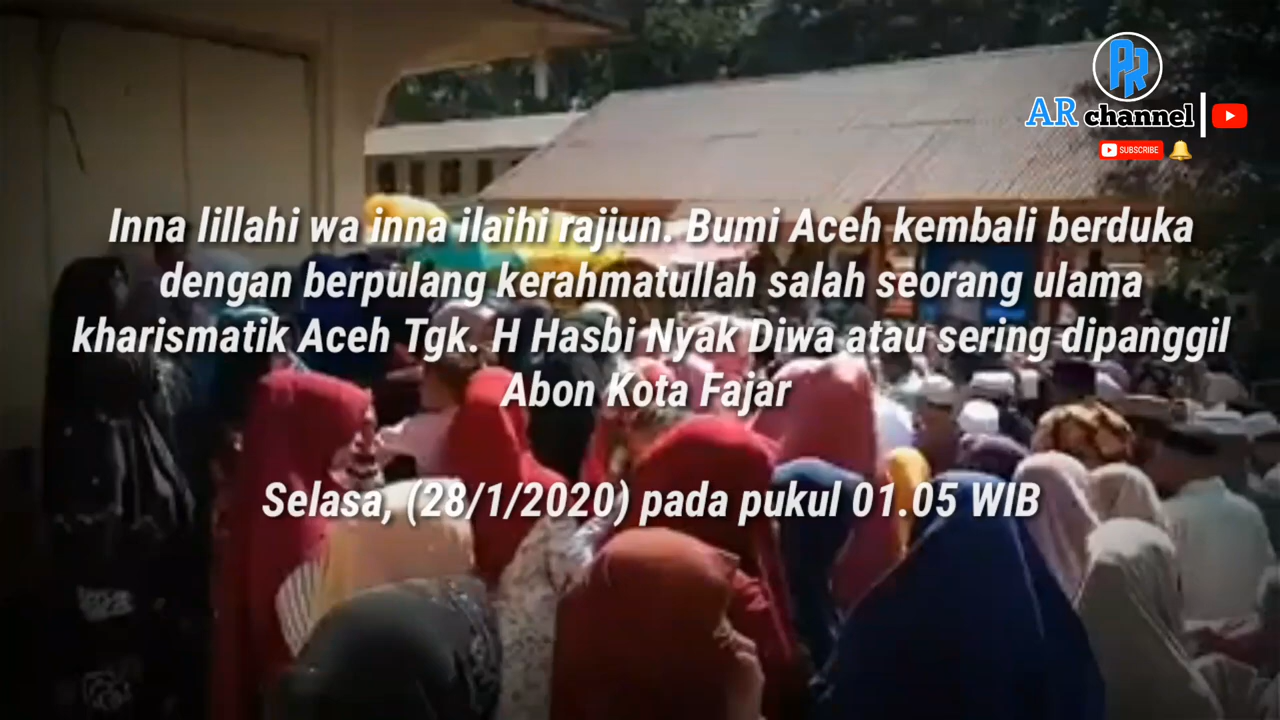 AR channel
SUBSCRIBE
Inna lillahi wa inna ilaihi rajiun. Bumi Aceh kembali berduka
dengan berpulang kerahmatullah salah seorang ulama
kharismatik Aceh Tgk. H Hasbi Nyak Diwa atau sering dipanggil
Abon Kota Fajar
Selasa, (28/1/2020) pada pukul 01.05 WIB